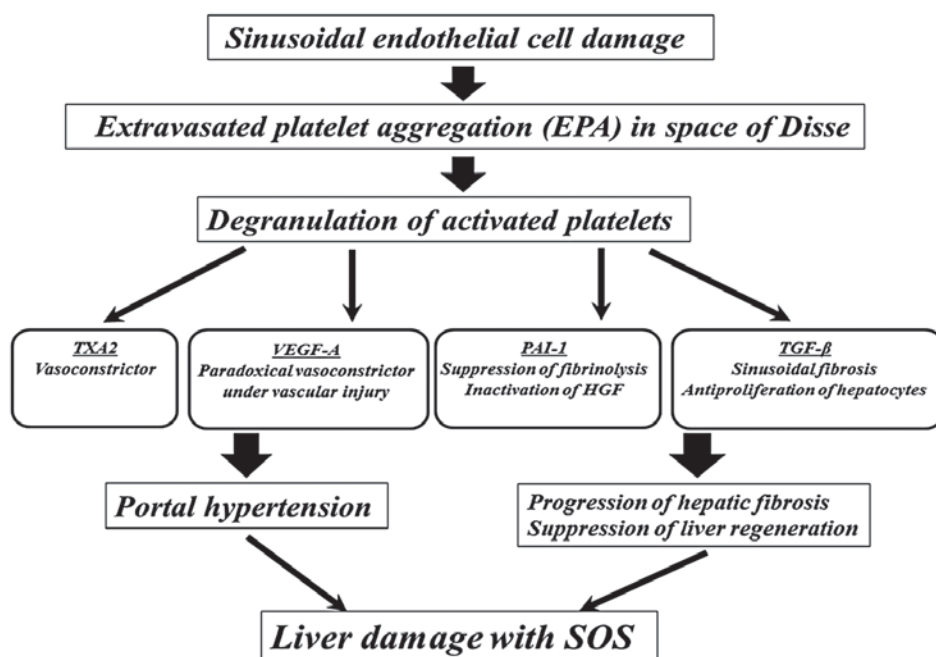 Sinusoidal endothelial cell damage
Extravasated platelet aggregation (EPA) in space of Disse
Degranulation of activated platelets
TXA2
Vasoconstrictor
VEGF-A
Paradoxical vasoconstrictor
under vascular injury
PAI-1
Suppression of fibrinolysis
Inactivation of HGF
TGF-β
Sinusoidal fibrosis
Antiproliferation of hepatocytes
Portal hypertension
Progression of hepatic fibrosis
Suppression of liver regeneration
Liver damage with SOS